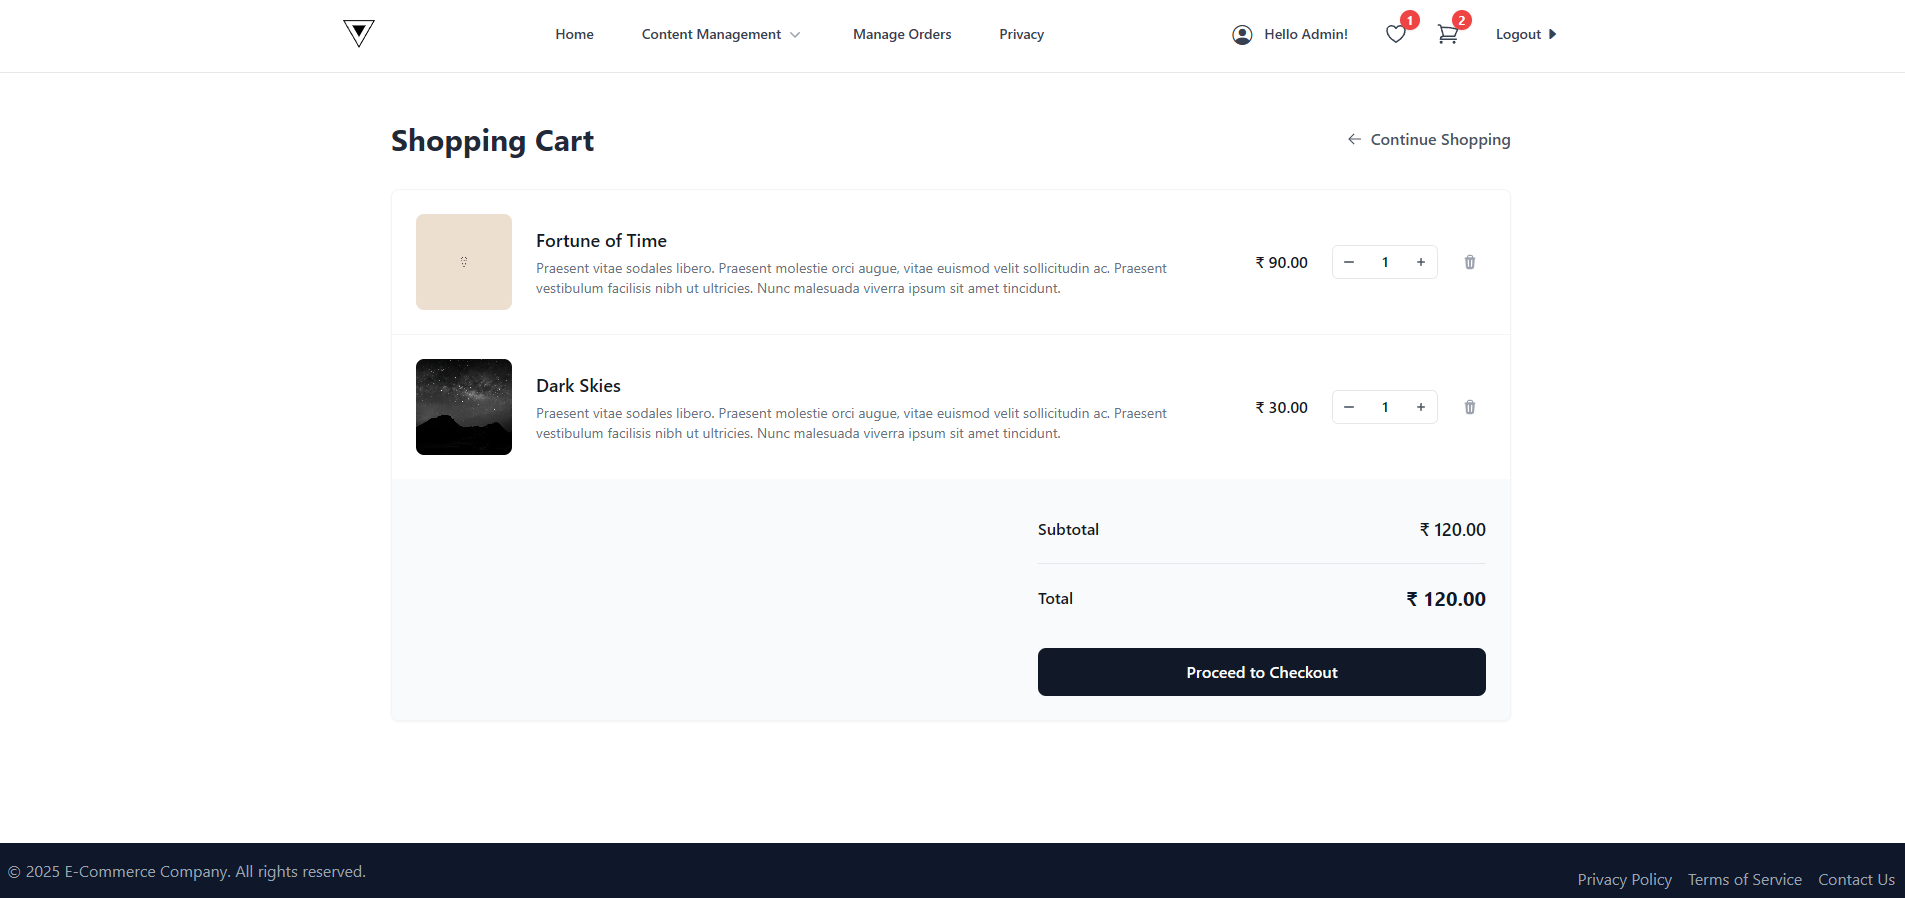 Home
Content Management
Manage Orders
Privacy
Hello Admin!
1
2
Logout
Shopping Cart
Continue Shopping
Fortune of Time
Praesent vitae sodales libero. Praesent molestie orci augue, vitae euismod velit sollicitudin ac. Praesent
vestibulum facilisis nibh ut ultricies. Nunc malesuada viverra ipsum sit amet tincidunt.
₹ 90.00
− 1 +
Dark Skies
Praesent vitae sodales libero. Praesent molestie orci augue, vitae euismod velit sollicitudin ac. Praesent
vestibulum facilisis nibh ut ultricies. Nunc malesuada viverra ipsum sit amet tincidunt.
₹ 30.00
− 1 +
Subtotal ₹ 120.00
Total ₹ 120.00
Proceed to Checkout
© 2025 E-Commerce Company. All rights reserved.
Privacy Policy Terms of Service Contact Us